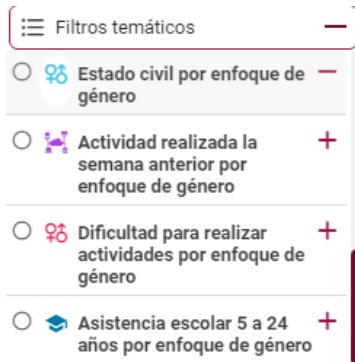 Filtros temáticos
Estado civil por enfoque de
género
Actividad realizada la
semana anterior por
enfoque de género
Dificultad para realizar
actividades por enfoque de
género
Asistencia escolar 5 a 24
años por enfoque de género